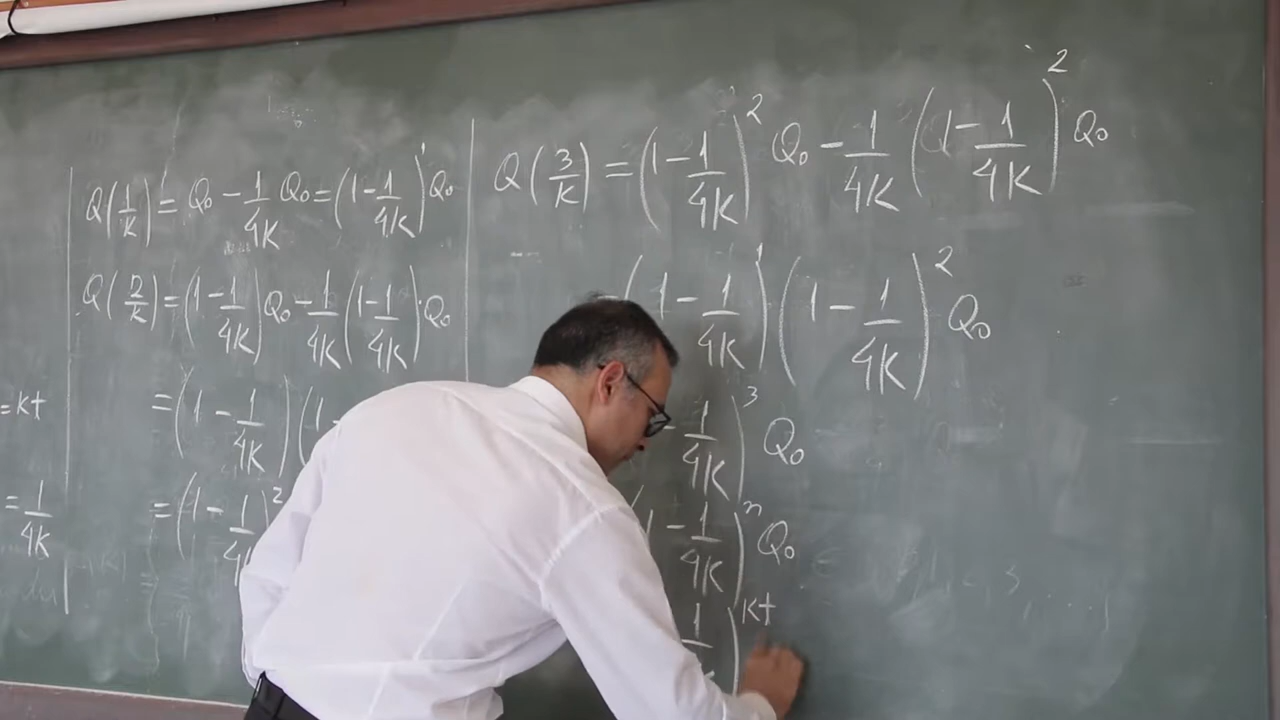 =kt
=1/4K
Q(1/K) = Q₀ - 1/4K Q₀ = (1 - 1/4K)¹ Q₀
Q(2/K) = (1 - 1/4K) Q₀ - 1/4K (1 - 1/4K) Q₀
= (1 - 1/4K) (1 -
= (1 - 1/4K)²
Q(3/K) = (1 - 1/4K)² Q₀ - 1/4K (1 - 1/4K)² Q₀
= (1 - 1/4K)¹ (1 - 1/4K)² Q₀
- 1/4K)³ Q₀
(1 - 1/4K)ⁿ Q₀
1/ )ᴷᵗ